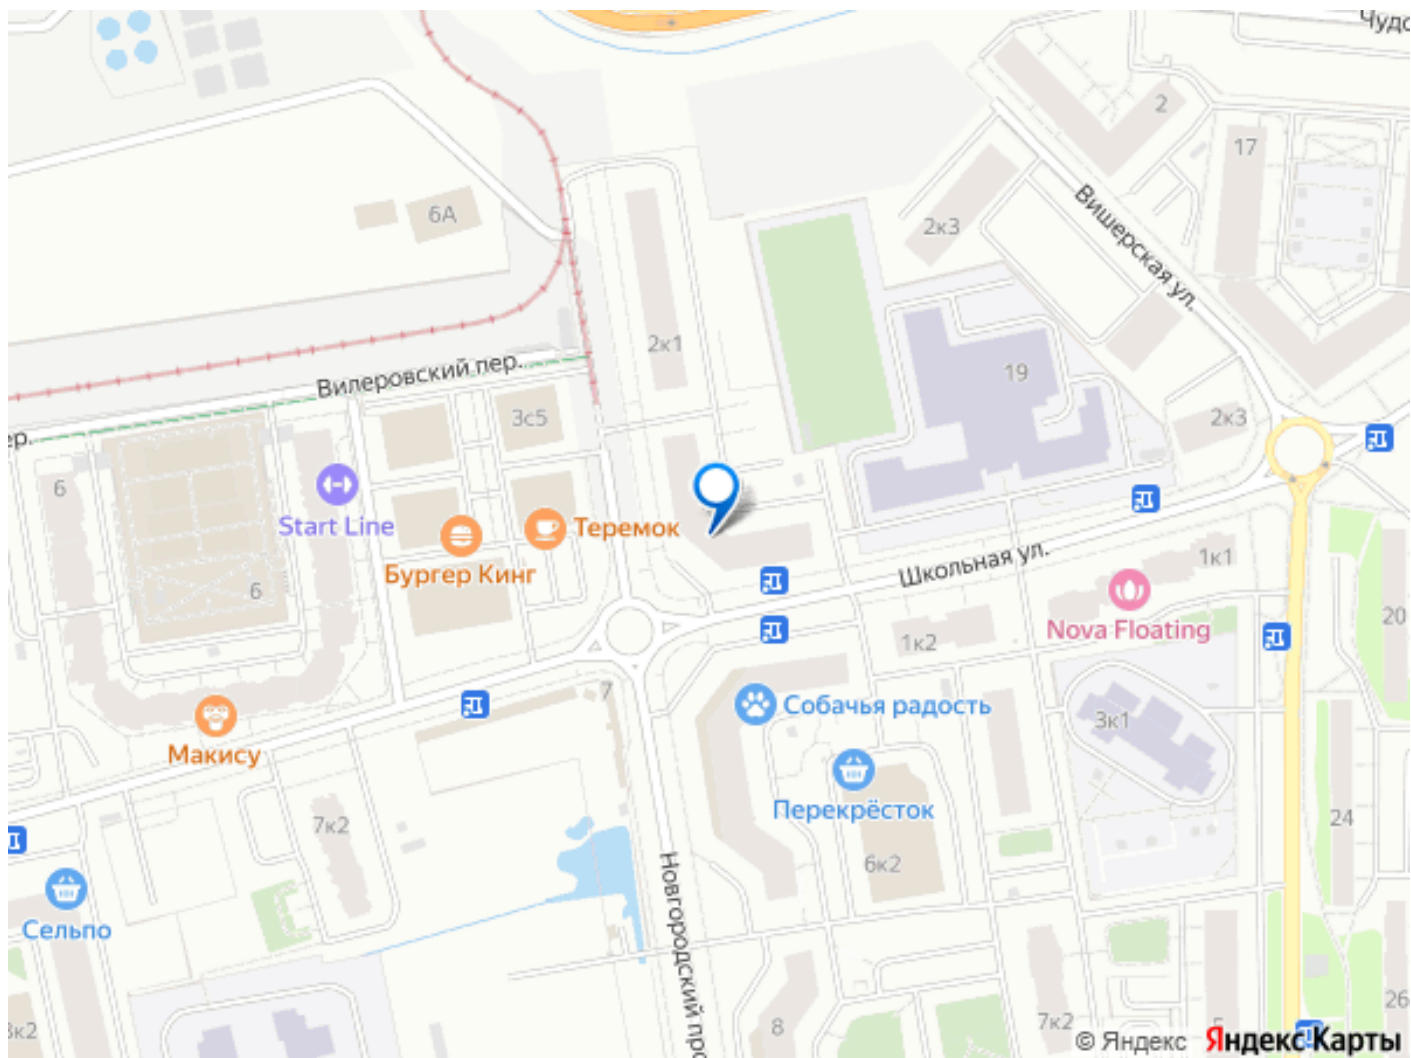 Чудо
2
17
Вишерская ул.
6А
2к3
2к1
19
Вилеровский пер.
3с5
2к3
ер.
6
Start Line
Теремок
Бургер Кинг
Школьная ул.
1к1
6
Nova Floating
20
1к2
7
Собачья радость
3к1
Макису
Перекрёсток
7к2
24
6к2
Сельпо
Новгородский про
26
8
7к2
5
3к2
© Яндекс Яндекс Карты